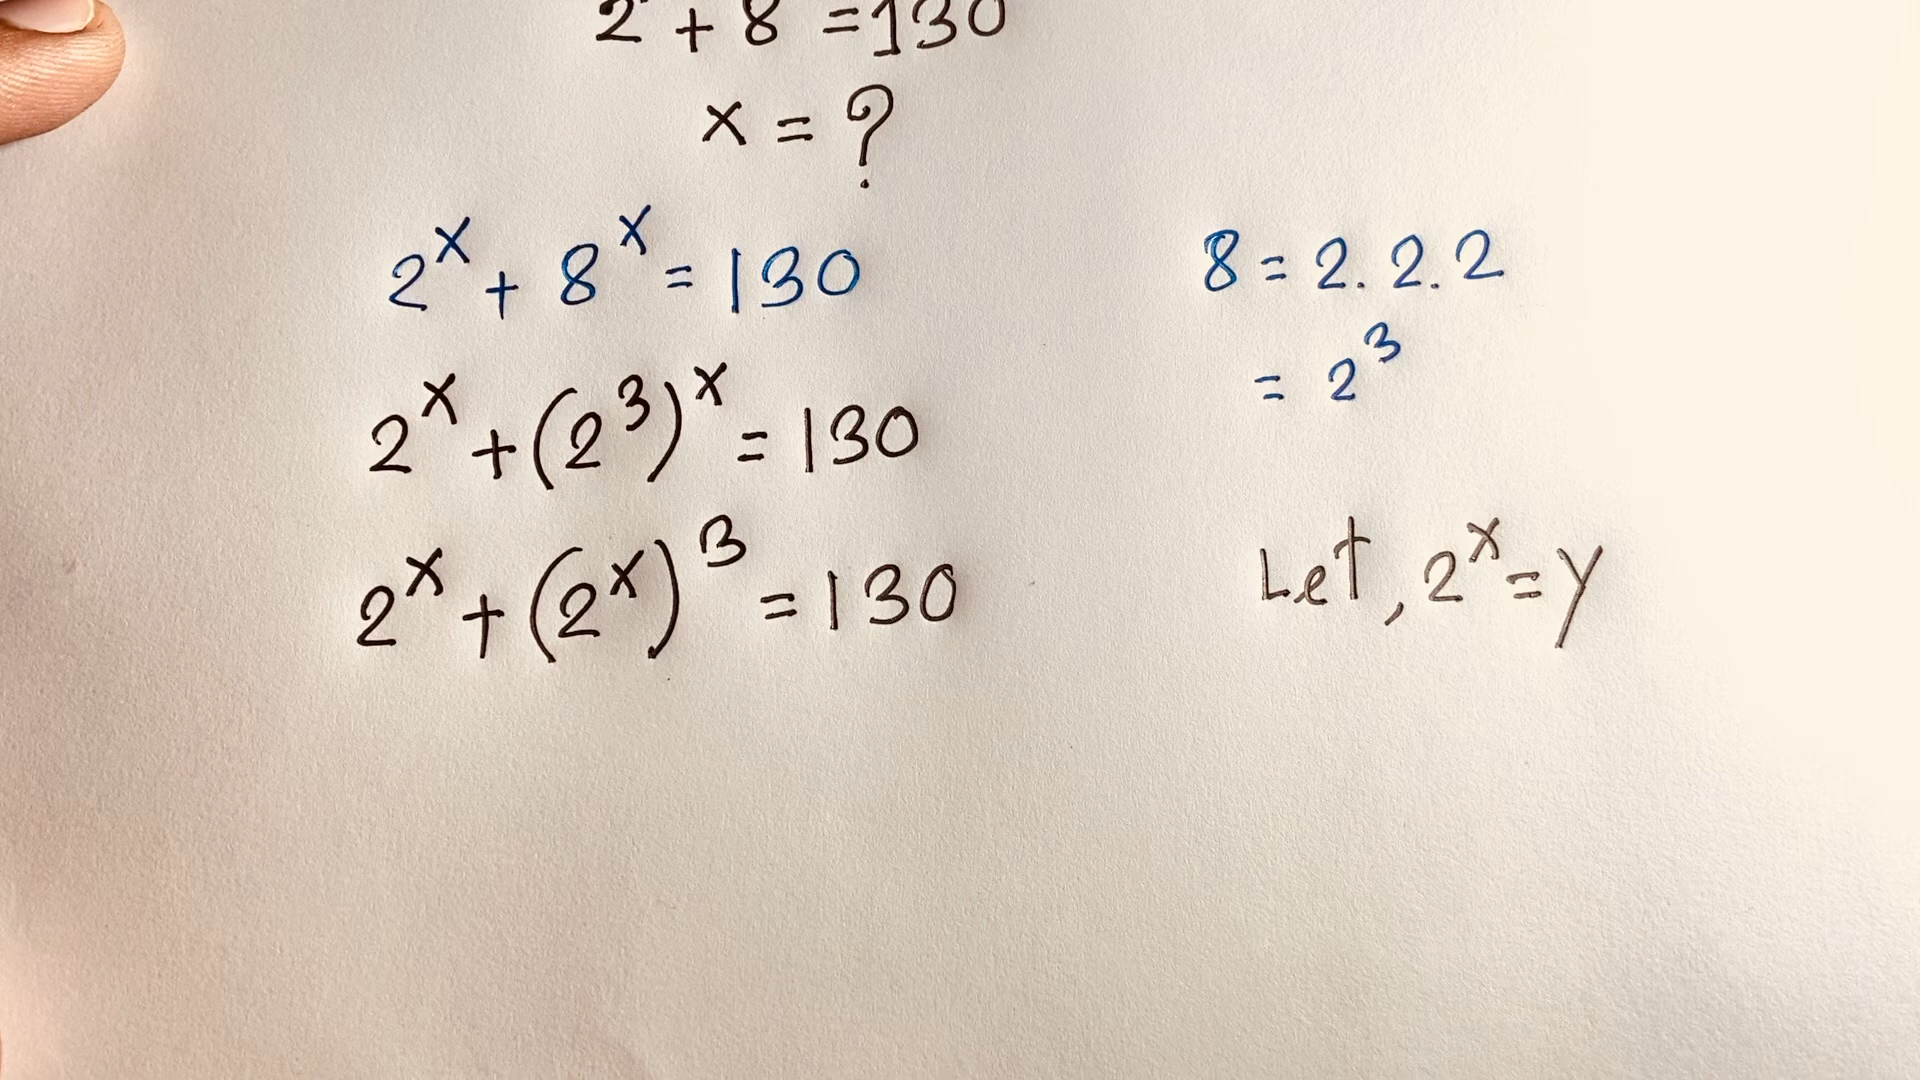 2 + 8 = 130
x = ?
2^x + 8^x = 130
8 = 2.2.2
= 2^3
2^x + (2^3)^x = 130
2^x + (2^x)^3 = 130
Let, 2^x = y